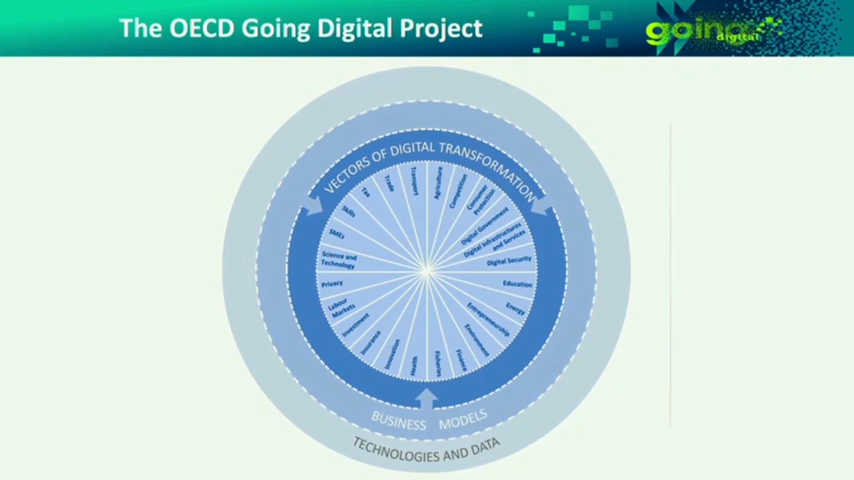 The OECD Going Digital Project
going
digital
VECTORS OF DIGITAL TRANSFORMATION
Agriculture
Competition
Consumer
Protection
Digital Government
Digital Infrastructures
and Services
Digital Security
Education
Energy
Entrepreneurship
Environment
Finance
Fisheries
Health
Innovation
Insurance
Investment
Labour
Markets
Privacy
Science and
Technology
SMEs
Skills
Tax
Trade
Transport
BUSINESS MODELS
TECHNOLOGIES AND DATA